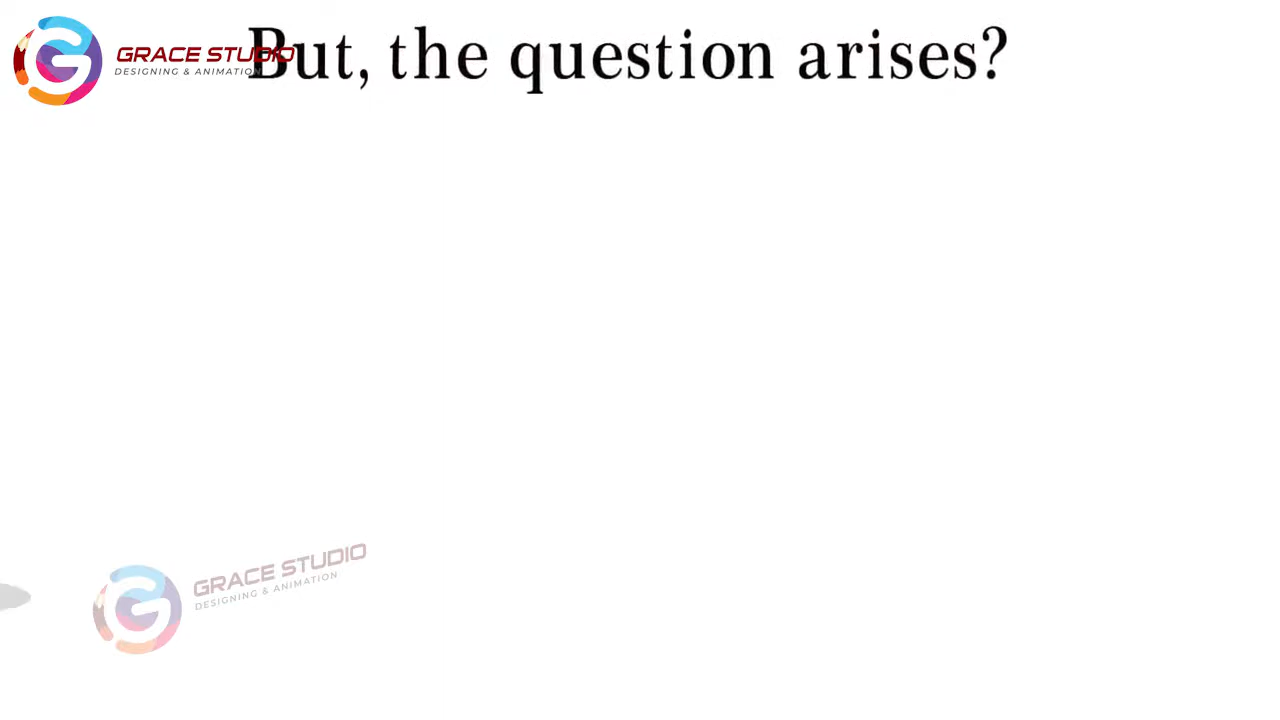 But, the question arises?
GRACE STUDIO
DESIGNING & ANIMATION
GRACE STUDIO
DESIGNING & ANIMATION